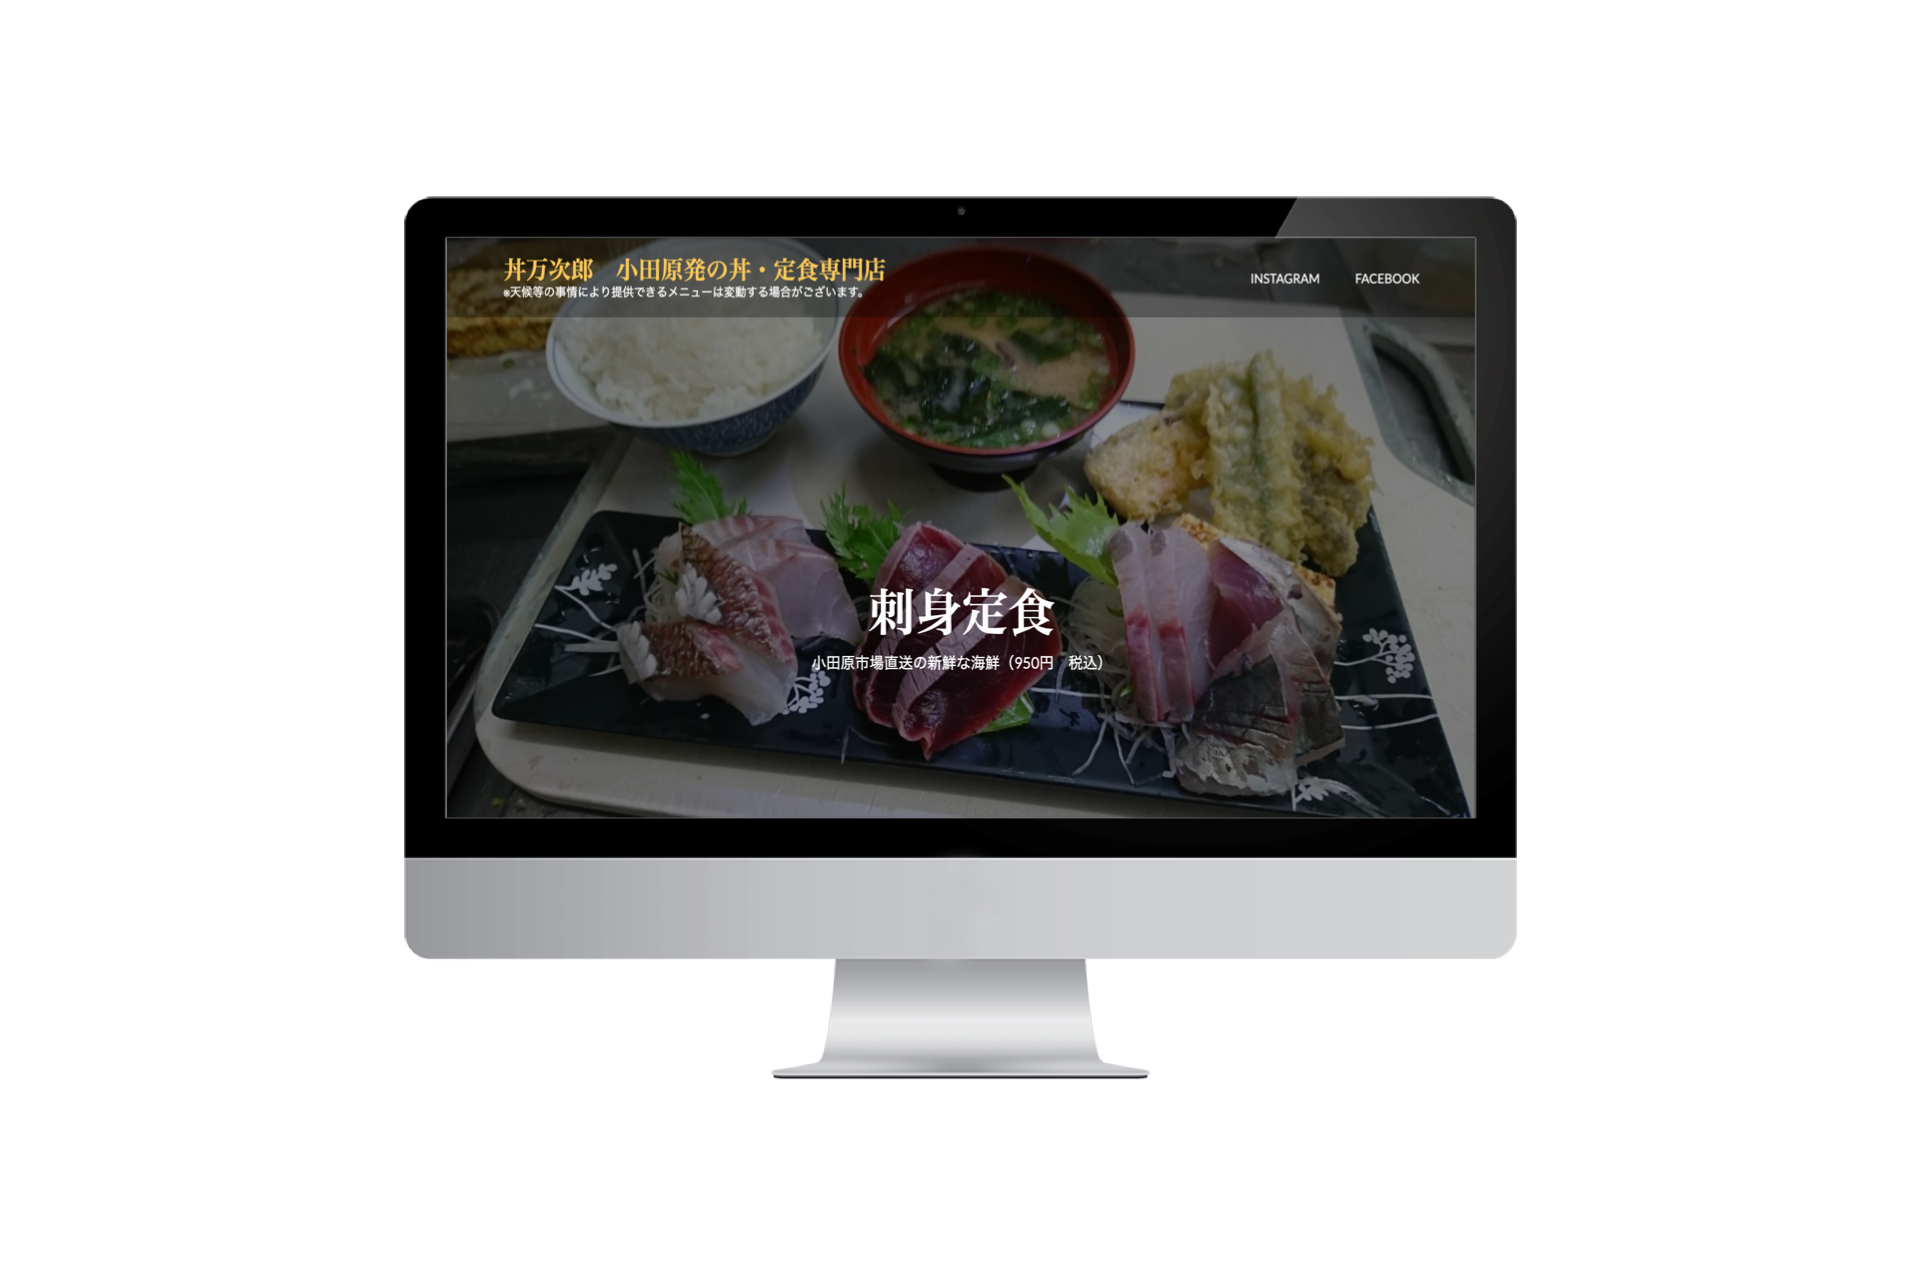 丼万次郎　小田原発の丼・定食専門店
※天候等の事情により提供できるメニューは変動する場合がございます。
INSTAGRAM
FACEBOOK
刺身定食
小田原市場直送の新鮮な海鮮（950円　税込）